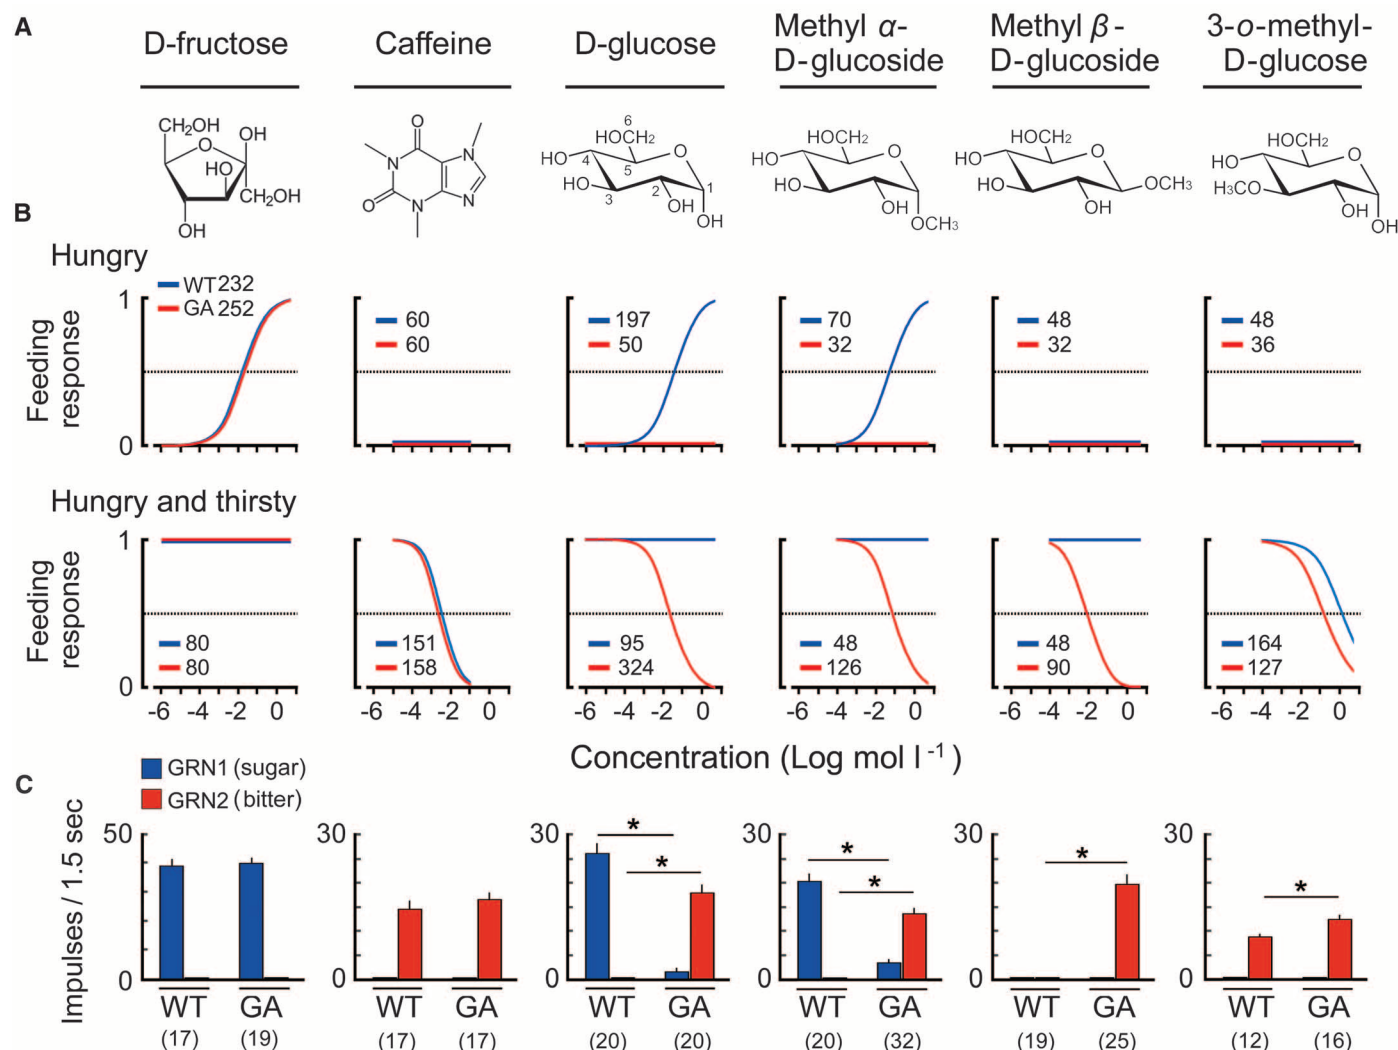 A
D-fructose
Caffeine
D-glucose
Methyl α-
D-glucoside
Methyl β-
D-glucoside
3-o-methyl-
D-glucose
CH2OH
O
OH
HO
CH2OH
OH
O
N
N
O
N
N
6
HOCH2
HO
4
O
5
HO
3
2
1
OH
OH
HOCH2
HO
O
HO
OH
OCH3
HOCH2
HO
O
HO
OCH3
OH
HOCH2
HO
O
H3CO
OH
OH
B
Hungry
Feeding
response
1
0
WT 232
GA 252
60
60
197
50
70
32
48
32
48
36
Hungry and thirsty
Feeding
response
1
0
80
80
151
158
95
324
48
126
48
90
164
127
-6 -4 -2 0
-6 -4 -2 0
-6 -4 -2 0
-6 -4 -2 0
-6 -4 -2 0
-6 -4 -2 0
Concentration (Log mol l -1)
C
GRN1 (sugar)
GRN2 (bitter)
Impulses / 1.5 sec
50
0
WT GA
(17) (19)
30
0
WT GA
(17) (17)
30
0
* *
WT GA
(20) (20)
30
0
* *
WT GA
(20) (32)
30
0
*
WT GA
(19) (25)
30
0
*
WT GA
(12) (16)